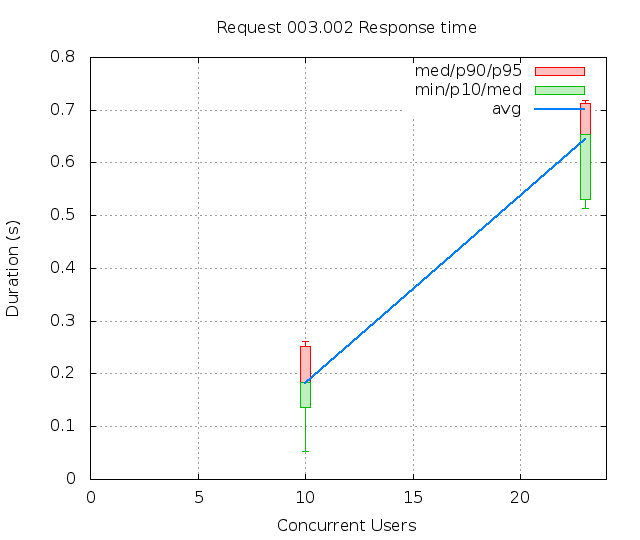 Request 003.002 Response time
med/p90/p95
min/p10/med
avg
0.8
0.7
0.6
0.5
0.4
0.3
0.2
0.1
0
Duration (s)
0 5 10 15 20
Concurrent Users